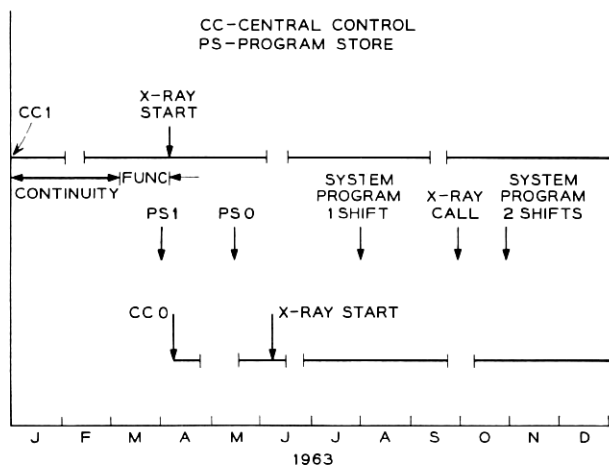 CC-CENTRAL CONTROL
PS-PROGRAM STORE
CC1
X-RAY
START
FUNC
CONTINUITY
SYSTEM
PROGRAM
1 SHIFT
X-RAY
CALL
SYSTEM
PROGRAM
2 SHIFTS
PS1
PS0
CC0
X-RAY START
J F M A M J J A S O N D
1963